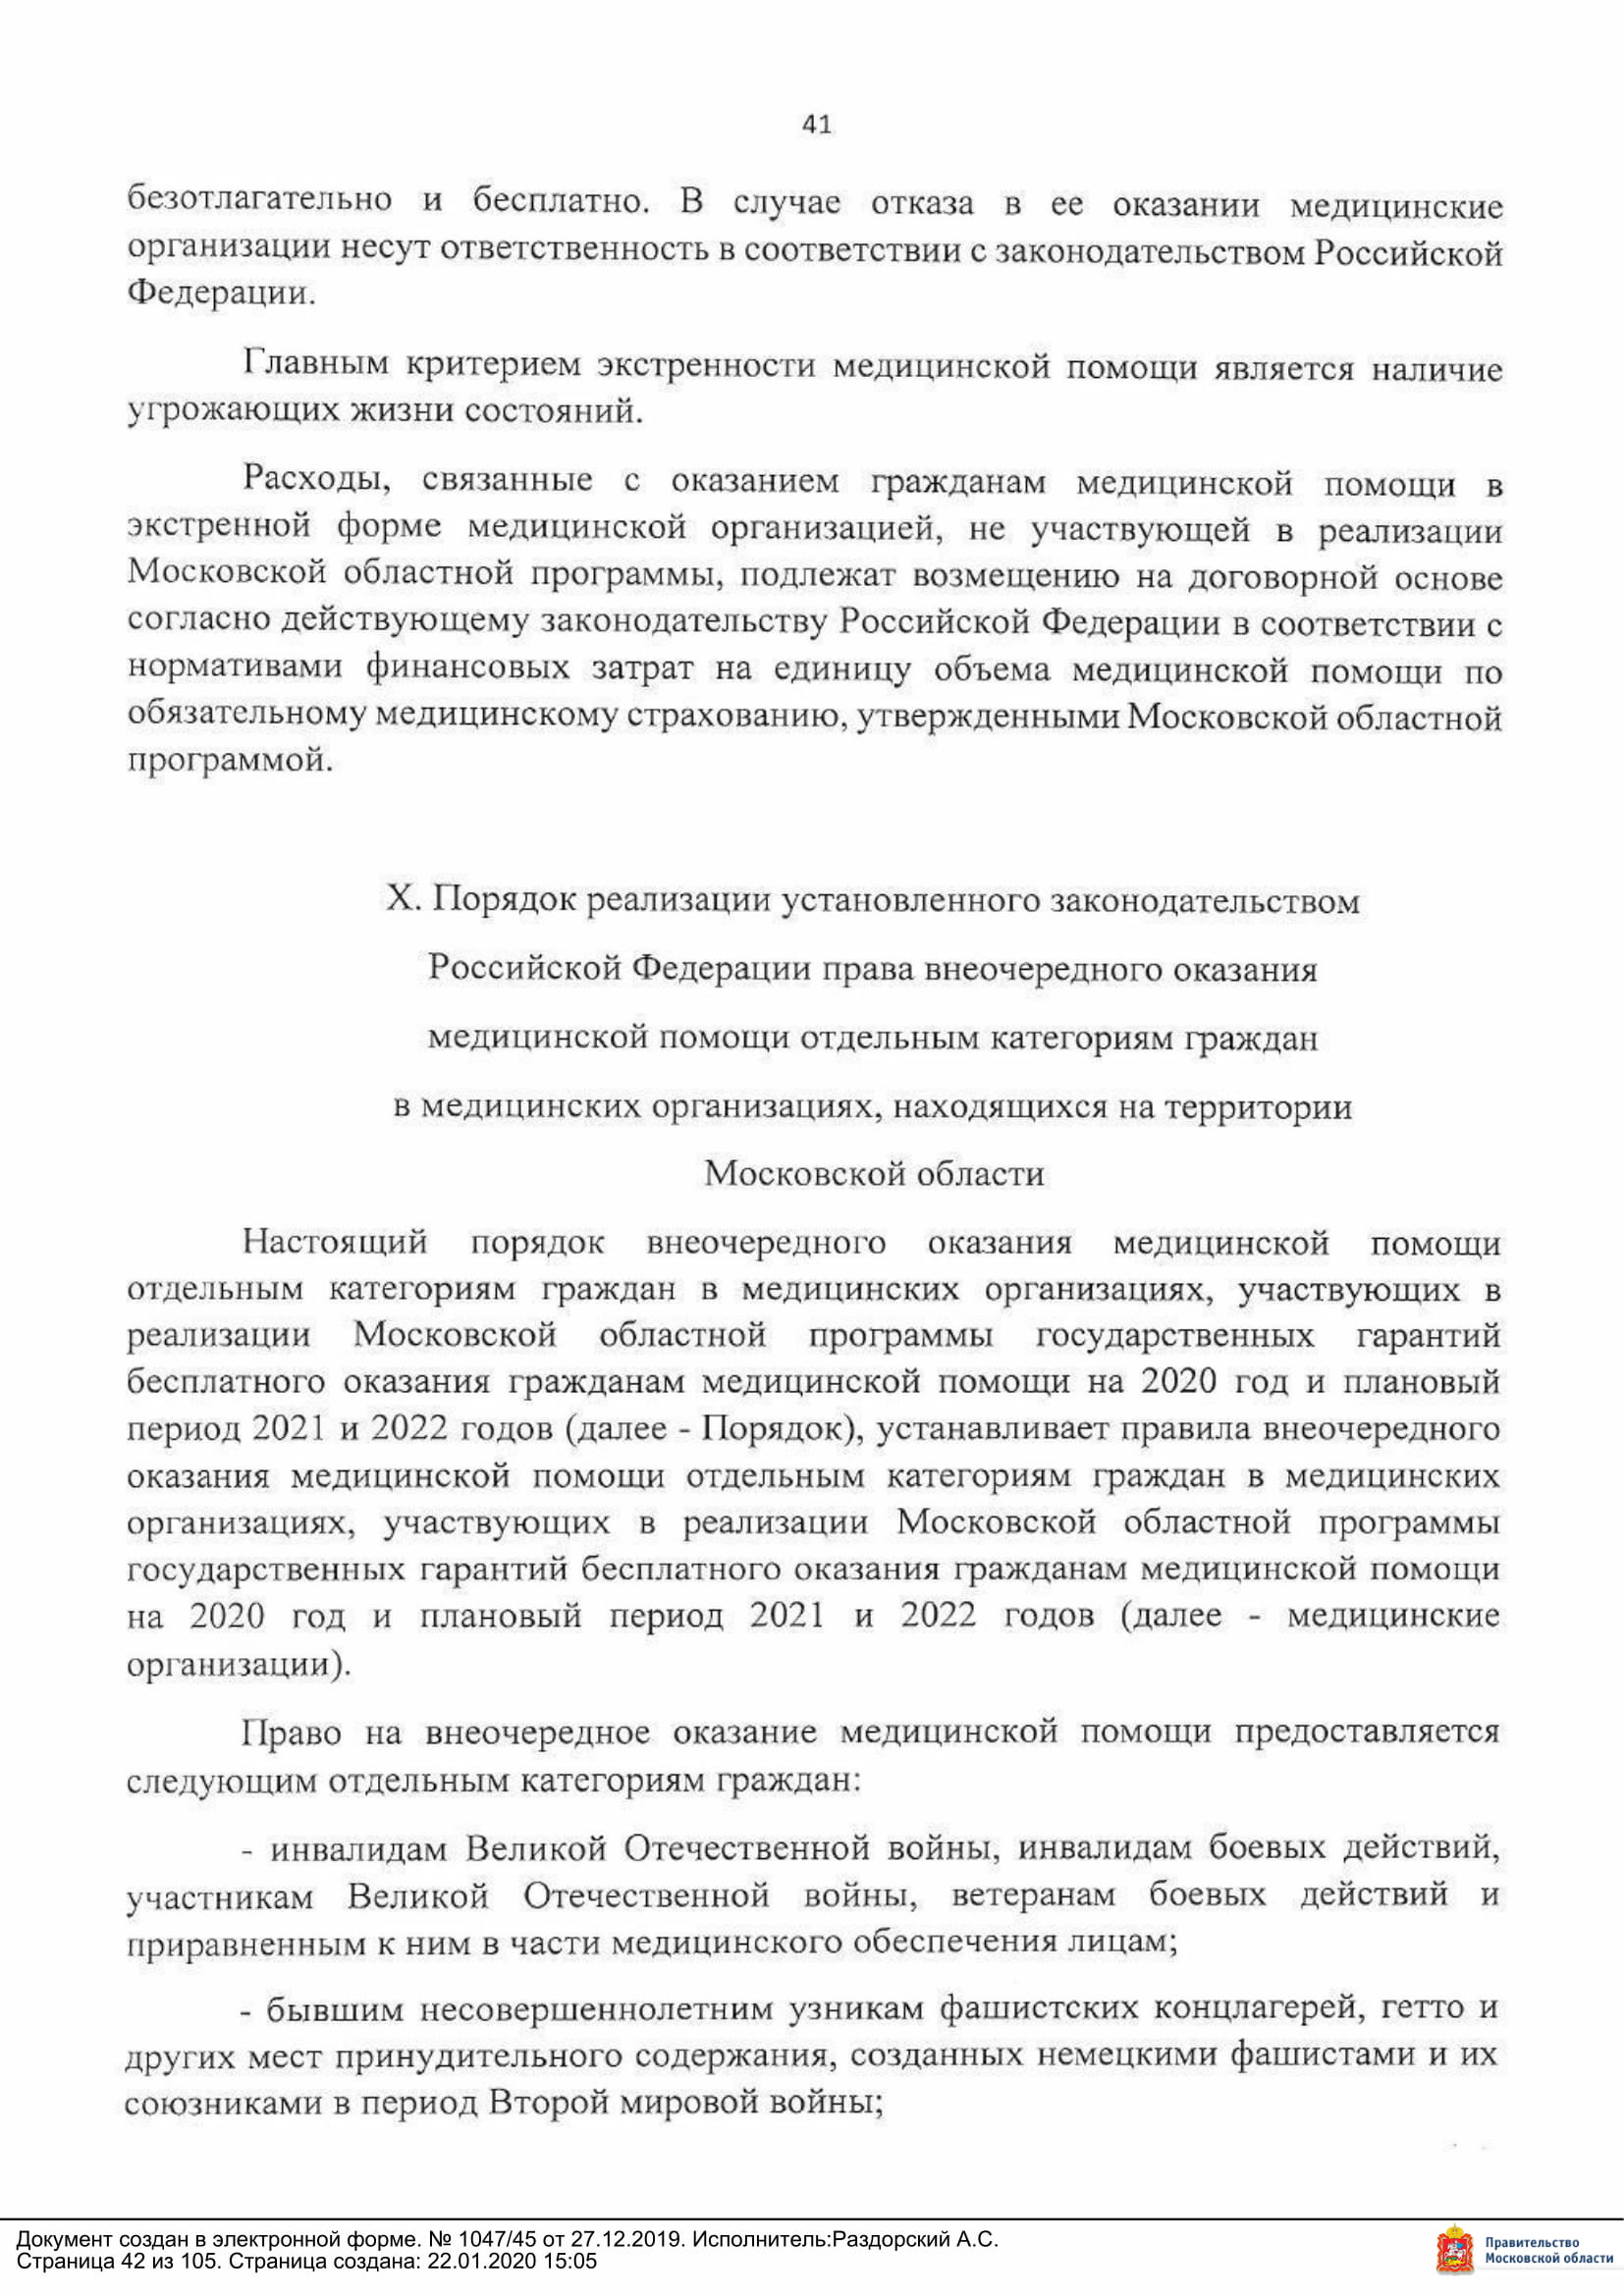 41
безотлагательно и бесплатно. В случае отказа в ее оказании медицинские
организации несут ответственность в соответствии с законодательством Российской
Федерации.
Главным критерием экстренности медицинской помощи является наличие
угрожающих жизни состояний.
Расходы, связанные с оказанием гражданам медицинской помощи в
экстренной форме медицинской организацией, не участвующей в реализации
Московской областной программы, подлежат возмещению на договорной основе
согласно действующему законодательству Российской Федерации в соответствии с
нормативами финансовых затрат на единицу объема медицинской помощи по
обязательному медицинскому страхованию, утвержденными Московской областной
программой.
X. Порядок реализации установленного законодательством
Российской Федерации права внеочередного оказания
медицинской помощи отдельным категориям граждан
в медицинских организациях, находящихся на территории
Московской области
Настоящий порядок внеочередного оказания медицинской помощи
отдельным категориям граждан в медицинских организациях, участвующих в
реализации Московской областной программы государственных гарантий
бесплатного оказания гражданам медицинской помощи на 2020 год и плановый
период 2021 и 2022 годов (далее - Порядок), устанавливает правила внеочередного
оказания медицинской помощи отдельным категориям граждан в медицинских
организациях, участвующих в реализации Московской областной программы
государственных гарантий бесплатного оказания гражданам медицинской помощи
на 2020 год и плановый период 2021 и 2022 годов (далее - медицинские
организации).
Право на внеочередное оказание медицинской помощи предоставляется
следующим отдельным категориям граждан:
- инвалидам Великой Отечественной войны, инвалидам боевых действий,
участникам Великой Отечественной войны, ветеранам боевых действий и
приравненным к ним в части медицинского обеспечения лицам;
- бывшим несовершеннолетним узникам фашистских концлагерей, гетто и
других мест принудительного содержания, созданных немецкими фашистами и их
союзниками в период Второй мировой войны;
Документ создан в электронной форме. № 1047/45 от 27.12.2019. Исполнитель:Раздорский А.С.
Страница 42 из 105. Страница создана: 22.01.2020 15:05
Правительство
Московской области